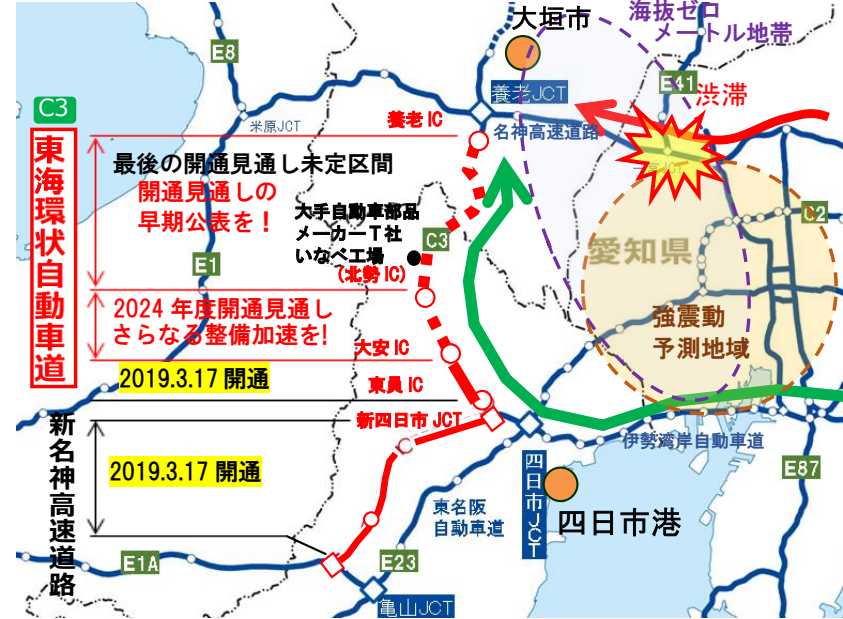 大垣市
海抜ゼロ
メートル地帯
E8
E41
渋滞
C3
養老JCT
養老IC
米原JCT
名神高速道路
東海環状自動車道
最後の開通見通し未定区間
開通見通しの
早期公表を！
大手自動車部品
メーカーT社
いなべ工場
(北勢IC)
C3
C2
愛知県
E1
2024年度開通見通し
さらなる整備加速を!
強震動
予測地域
大安IC
2019.3.17 開通
東員IC
新四日市JCT
伊勢湾岸自動車道
新名神高速道路
2019.3.17 開通
四日市JCT
E87
東名阪
自動車道
四日市港
E1A
E23
亀山JCT